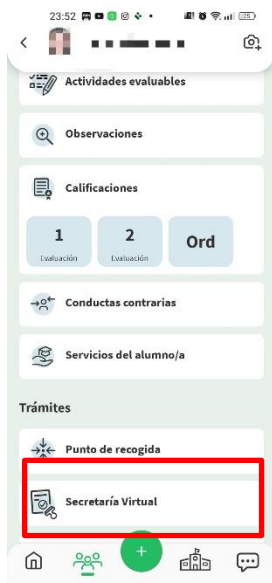 23:52
Actividades evaluables
Observaciones
Calificaciones
1
Evaluación
2
Evaluación
Ord
Conductas contrarias
Servicios del alumno/a
Trámites
Punto de recogida
Secretaría Virtual